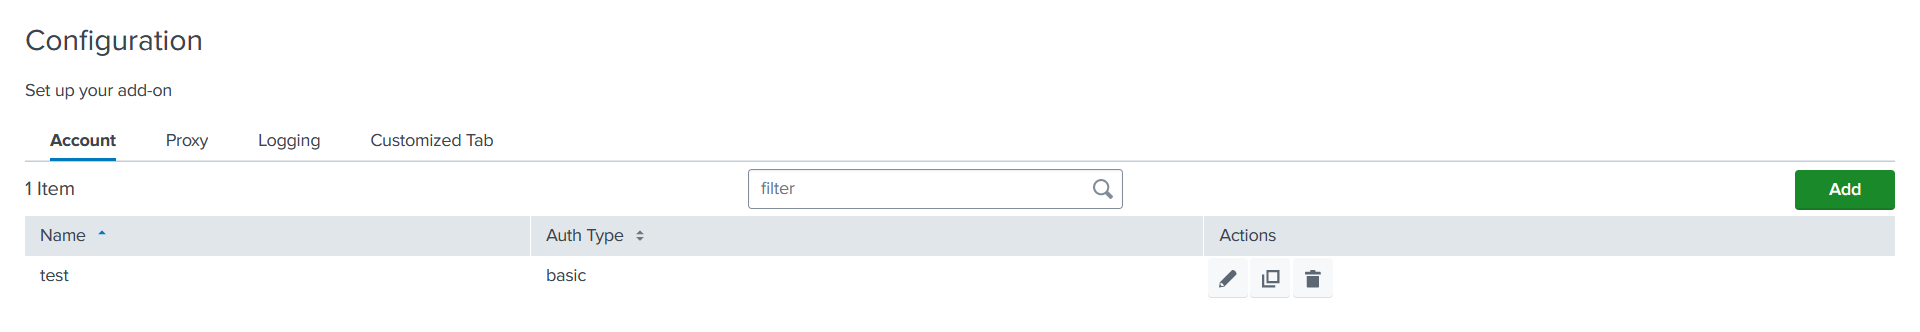 Configuration
Set up your add-on
Account Proxy Logging Customized Tab
1 Item filter Add
Name Auth Type Actions
test basic